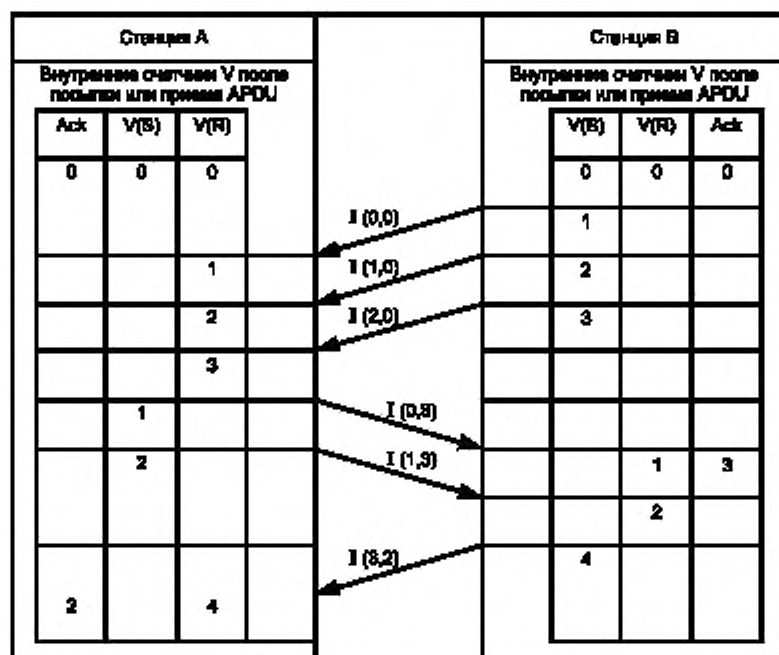 Станция А
Станция В
Внутренние счетчики V после
посылки или приема APDU
Внутренние счетчики V после
посылки или приема APDU
Ack V(S) V(R)
V(S) V(R) Ack
0 0 0
0 0 0
I (0,0)
1
1
I (1,0)
2
2
I (2,0)
3
3
1
I (0,3)
2
I (1,3)
1 3
2
I (3,2)
4
2 4